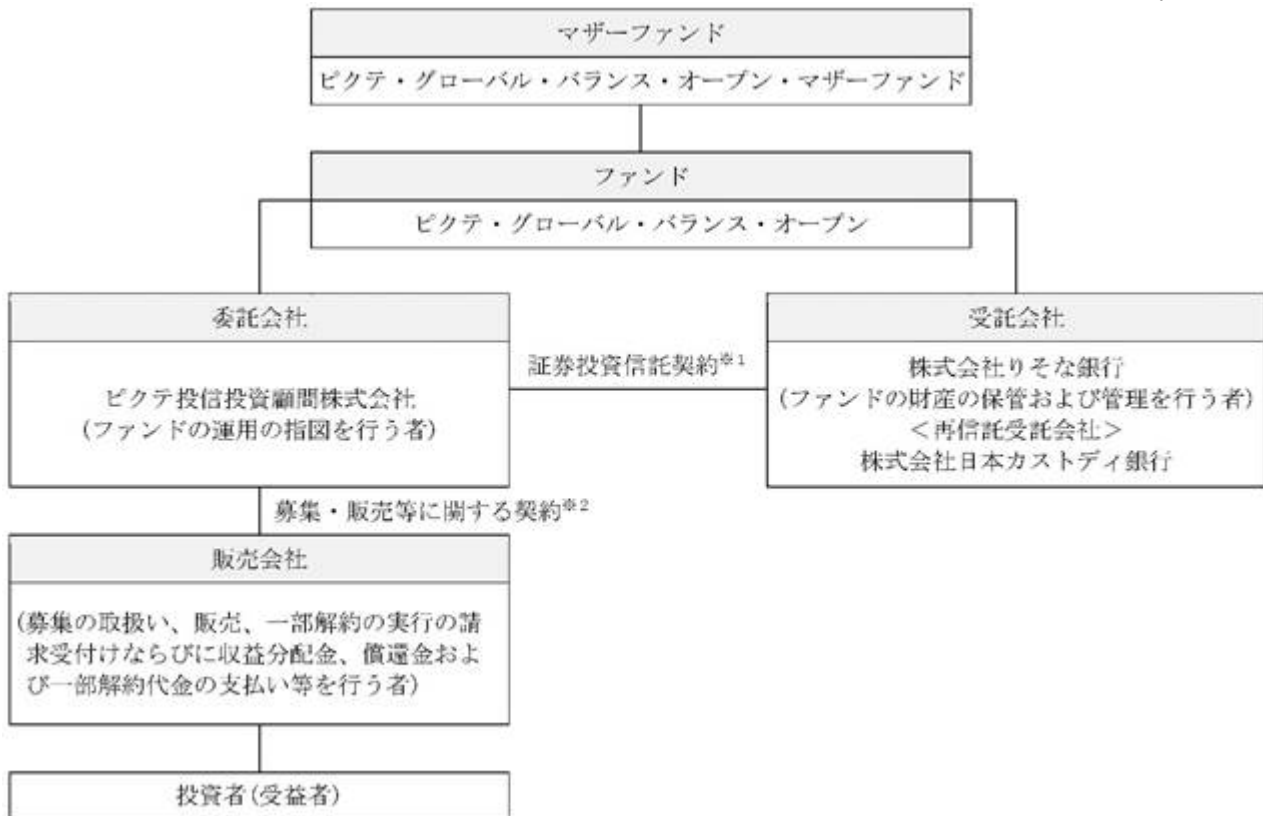 マザーファンド
ピクテ・グローバル・バランス・オープン・マザーファンド
ファンド
ピクテ・グローバル・バランス・オープン
委託会社
ピクテ投信投資顧問株式会社
(ファンドの運用の指図を行う者)
証券投資信託契約※1
受託会社
株式会社りそな銀行
(ファンドの財産の保管および管理を行う者)
＜再信託受託会社＞
株式会社日本カストディ銀行
募集・販売等に関する契約※2
販売会社
(募集の取扱い、販売、一部解約の実行の請
求受付けならびに収益分配金、償還金およ
び一部解約代金の支払い等を行う者)
投資者(受益者)